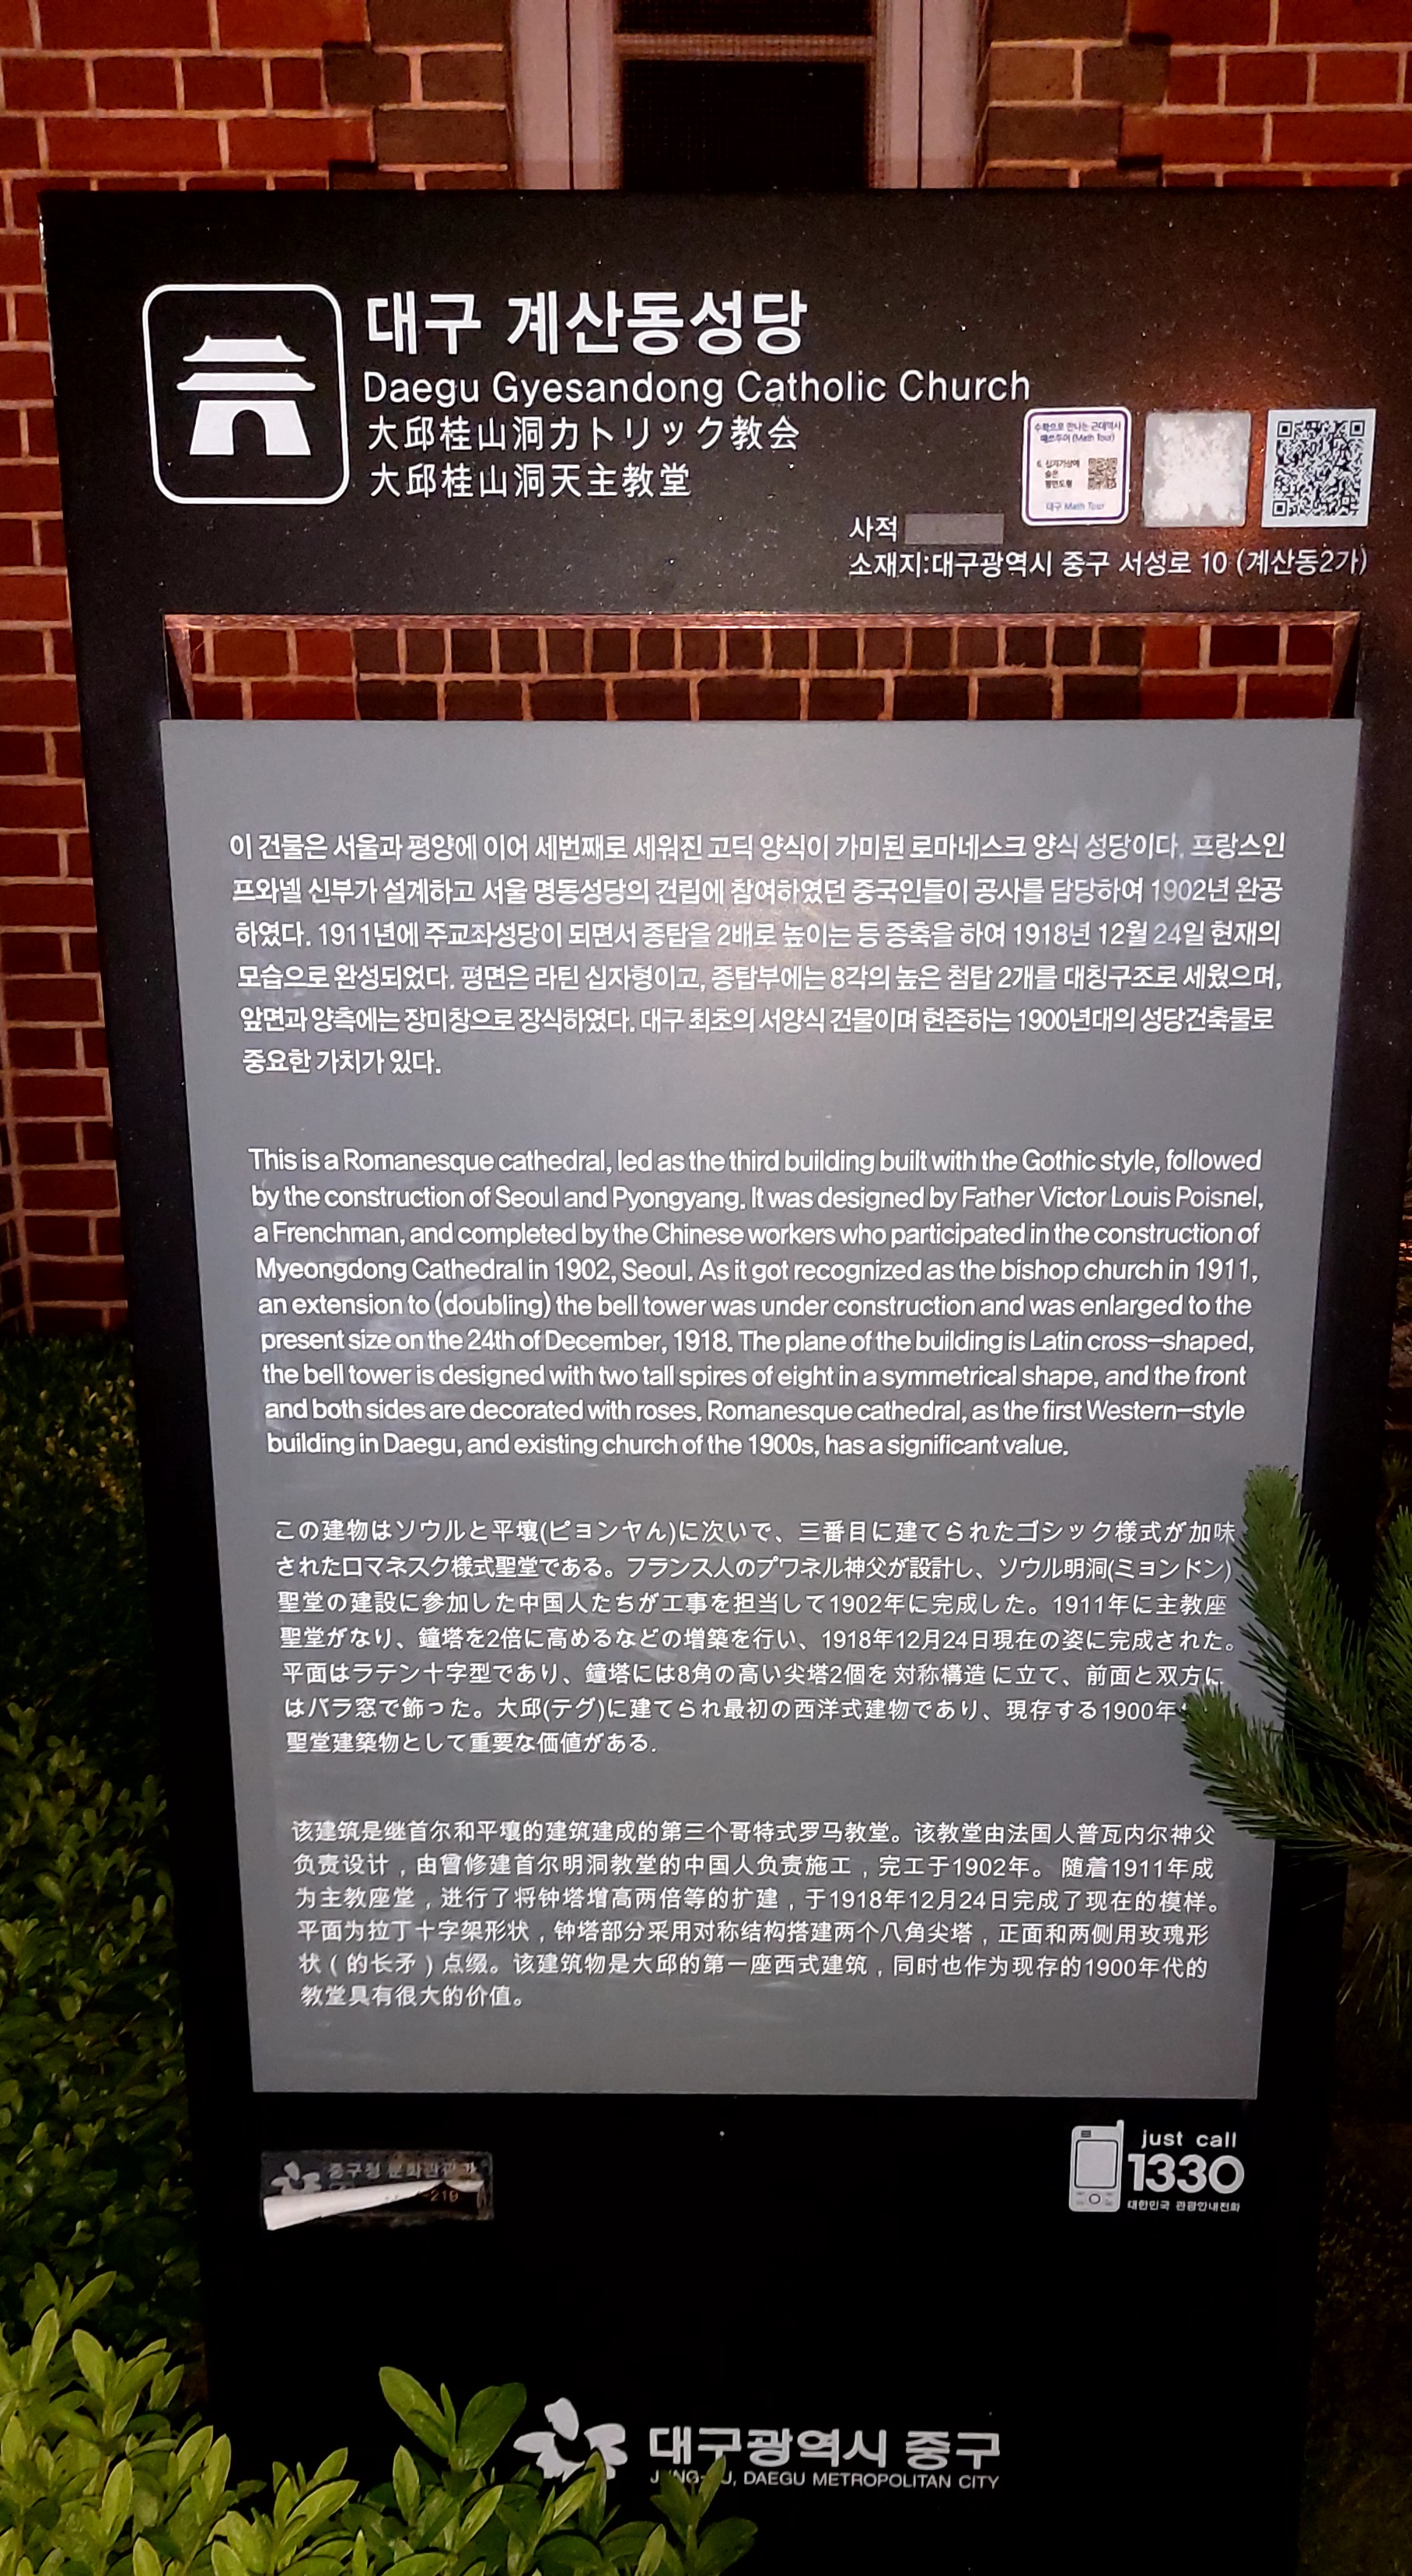 대구 계산동성당
Daegu Gyesandong Catholic Church
大邱桂山洞カトリック教会
大邱桂山洞天主教堂
수학으로 만나는 근대역사
매쓰투어 (Math Tour)
6. 십자가상에
숨은
평면도형
대구 Math Tour
사적
소재지:대구광역시 중구 서성로 10 (계산동2가)
이 건물은 서울과 평양에 이어 세번째로 세워진 고딕 양식이 가미된 로마네스크 양식 성당이다. 프랑스인
프와넬 신부가 설계하고 서울 명동성당의 건립에 참여하였던 중국인들이 공사를 담당하여 1902년 완공
하였다. 1911년에 주교좌성당이 되면서 종탑을 2배로 높이는 등 증축을 하여 1918년 12월 24일 현재의
모습으로 완성되었다. 평면은 라틴 십자형이고, 종탑부에는 8각의 높은 첨탑 2개를 대칭구조로 세웠으며,
앞면과 양측에는 장미창으로 장식하였다. 대구 최초의 서양식 건물이며 현존하는 1900년대의 성당건축물로
중요한 가치가 있다.
This is a Romanesque cathedral, led as the third building built with the Gothic style, followed
by the construction of Seoul and Pyongyang. It was designed by Father Victor Louis Poisnel,
a Frenchman, and completed by the Chinese workers who participated in the construction of
Myeongdong Cathedral in 1902, Seoul. As it got recognized as the bishop church in 1911,
an extension to (doubling) the bell tower was under construction and was enlarged to the
present size on the 24th of December, 1918. The plane of the building is Latin cross-shaped,
the bell tower is designed with two tall spires of eight in a symmetrical shape, and the front
and both sides are decorated with roses. Romanesque cathedral, as the first Western-style
building in Daegu, and existing church of the 1900s, has a significant value.
この建物はソウルと平壤(ピョンヤん)に次いで、三番目に建てられたゴシック様式が加味
されたロマネスク様式聖堂である。フランス人のプワネル神父が設計し、ソウル明洞(ミョンドン)
聖堂の建設に参加した中国人たちが工事を担当して1902年に完成した。1911年に主教座
聖堂がなり、鐘塔を2倍に高めるなどの増築を行い、1918年12月24日現在の姿に完成された。
平面はラテン十字型であり、鐘塔には8角の高い尖塔2個を 対称構造 に立て、前面と双方に
はバラ窓で飾った。大邱(テグ)に建てられ最初の西洋式建物であり、現存する1900年
聖堂建築物として重要な価値がある.
该建筑是继首尔和平壤的建筑建成的第三个哥特式罗马教堂。该教堂由法国人普瓦内尔神父
负责设计，由曾修建首尔明洞教堂的中国人负责施工，完工于1902年。 随着1911年成
为主教座堂，进行了将钟塔增高两倍等的扩建，于1918年12月24日完成了现在的模样。
平面为拉丁十字架形状，钟塔部分采用对称结构搭建两个八角尖塔，正面和两侧用玫瑰形
状（的长矛）点缀。该建筑物是大邱的第一座西式建筑，同时也作为现存的1900年代的
教堂具有很大的价值。
중구청 문화관광과
just call
1330
대한민국 관광안내전화
대구광역시 중구
JUNG-GU, DAEGU METROPOLITAN CITY